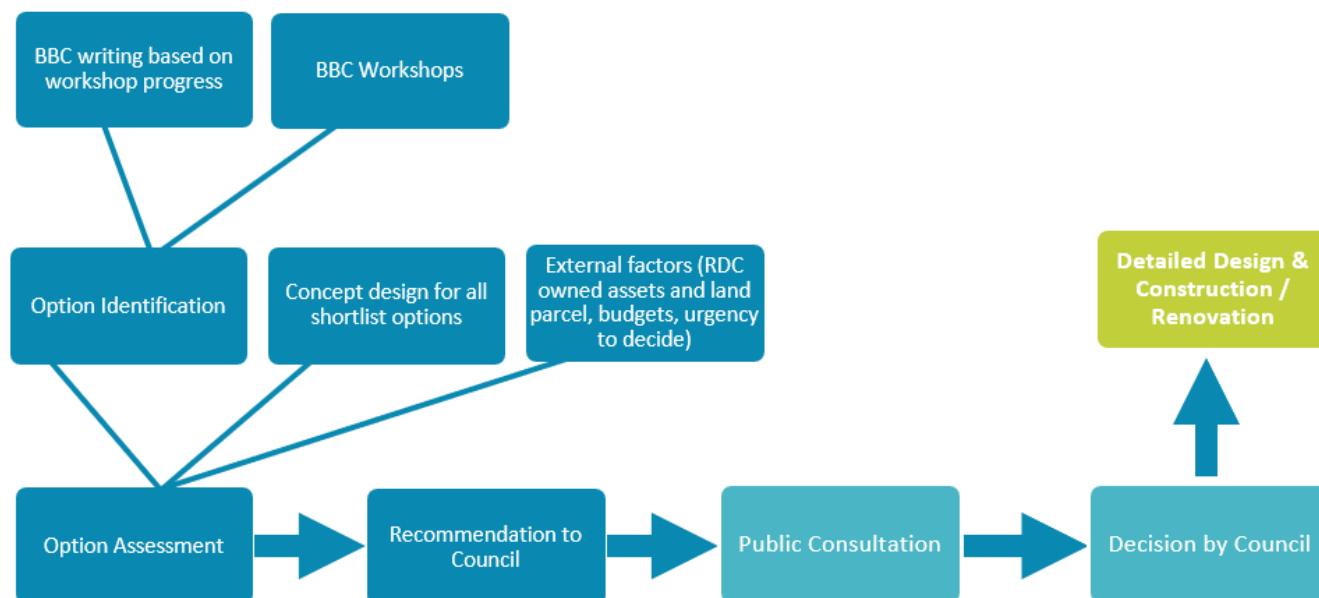 BBC writing based on
workshop progress
BBC Workshops
Option Identification
Concept design for all
shortlist options
External factors (RDC
owned assets and land
parcel, budgets, urgency
to decide)
Detailed Design &
Construction /
Renovation
Option Assessment
Recommendation to
Council
Public Consultation
Decision by Council